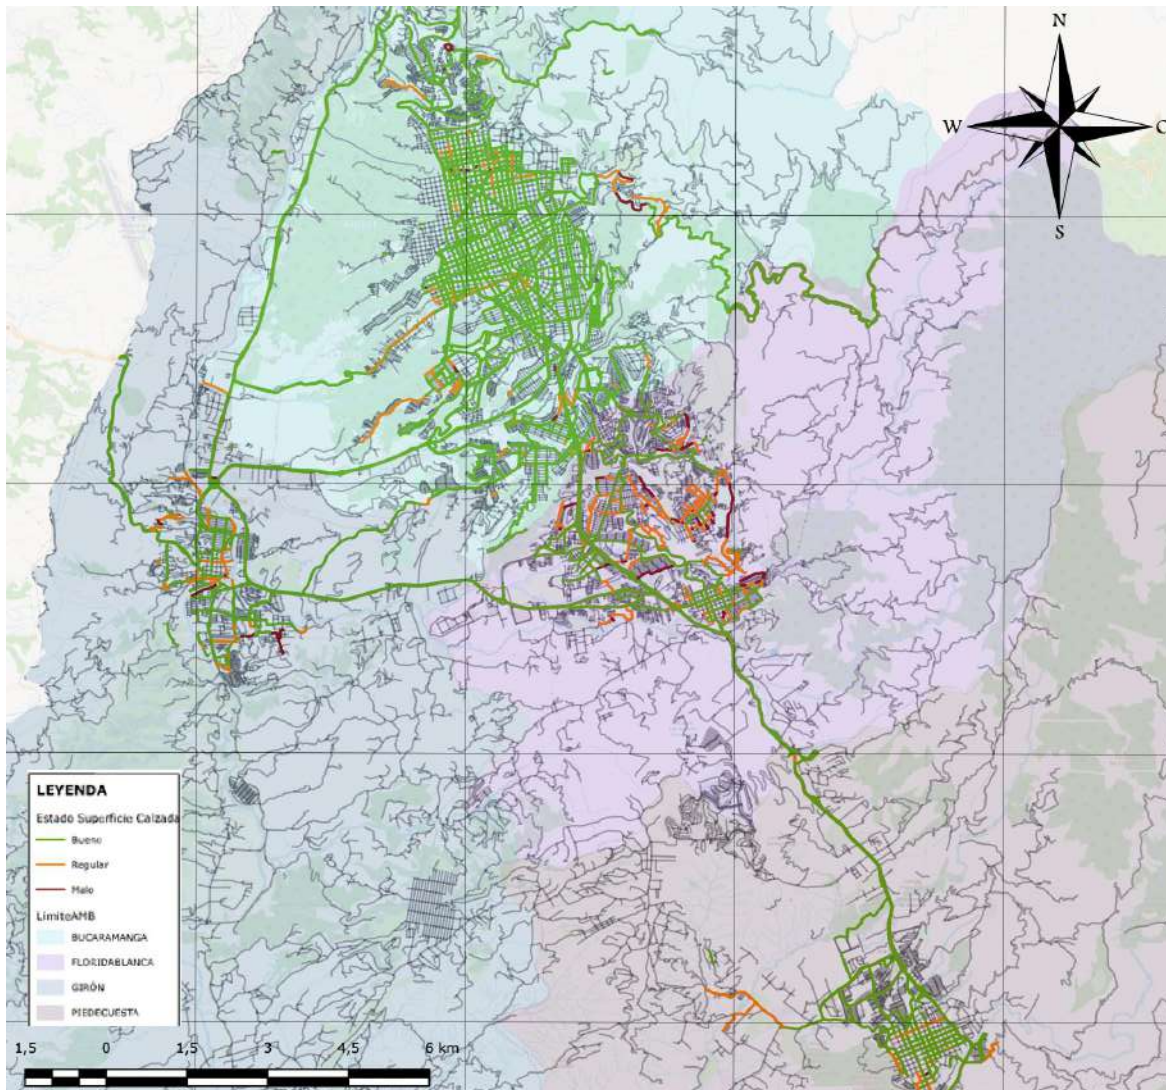 N
W
O
S
LEYENDA
Estado Superficie Calzada
Bueno
Regular
Malo
LimiteAMB
BUCARAMANGA
FLORIDABLANCA
GIRÓN
PIEDECUESTA
1,5 0 1,5 3 4,5 6 km